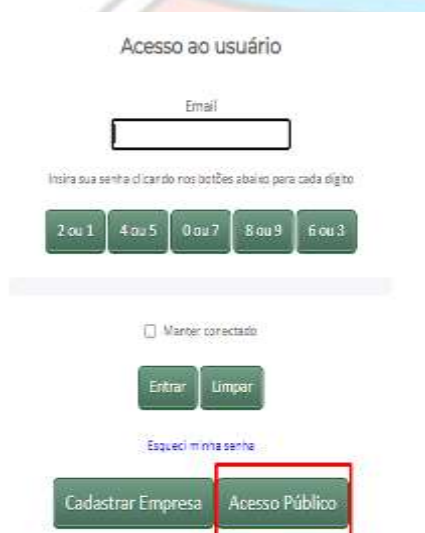 Acesso ao usuário
Email
Insira sua senha clicando nos botões abaixo para cada dígito
2 ou 1 4 ou 5 0 ou 7 8 ou 9 6 ou 3
Manter conectado
Entrar Limpar
Esqueci minha senha
Cadastrar Empresa Acesso Público